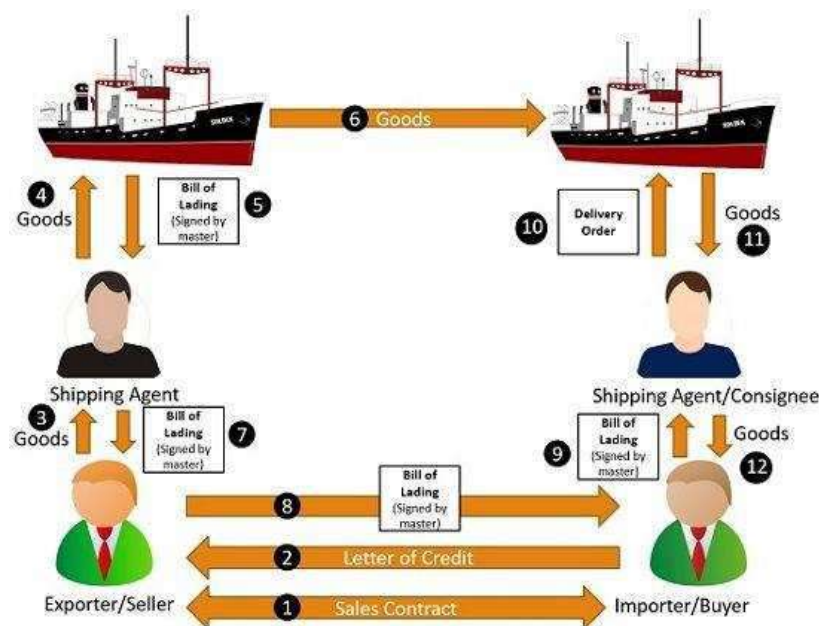 6 Goods
4
Goods
Bill of
Lading
(Signed by
master)
5
10
Delivery
Order
Goods
11
Shipping Agent
Shipping Agent/Consignee
3
Goods
Bill of
Lading
(Signed by
master)
7
9
Bill of
Lading
(Signed by
master)
Goods
12
8
Bill of
Lading
(Signed by
master)
2 Letter of Credit
Exporter/Seller
1 Sales Contract
Importer/Buyer